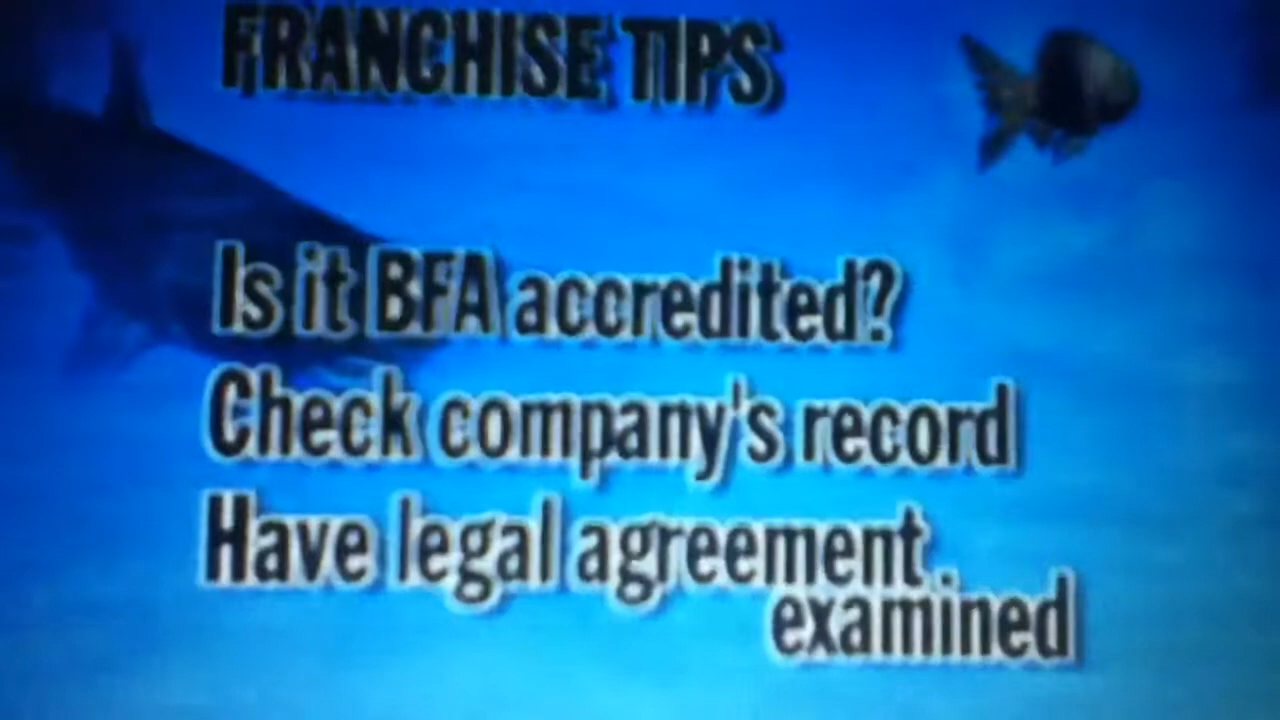 FRANCHISE TIPS
Is it BFA accredited?
Check company's record
Have legal agreement
examined